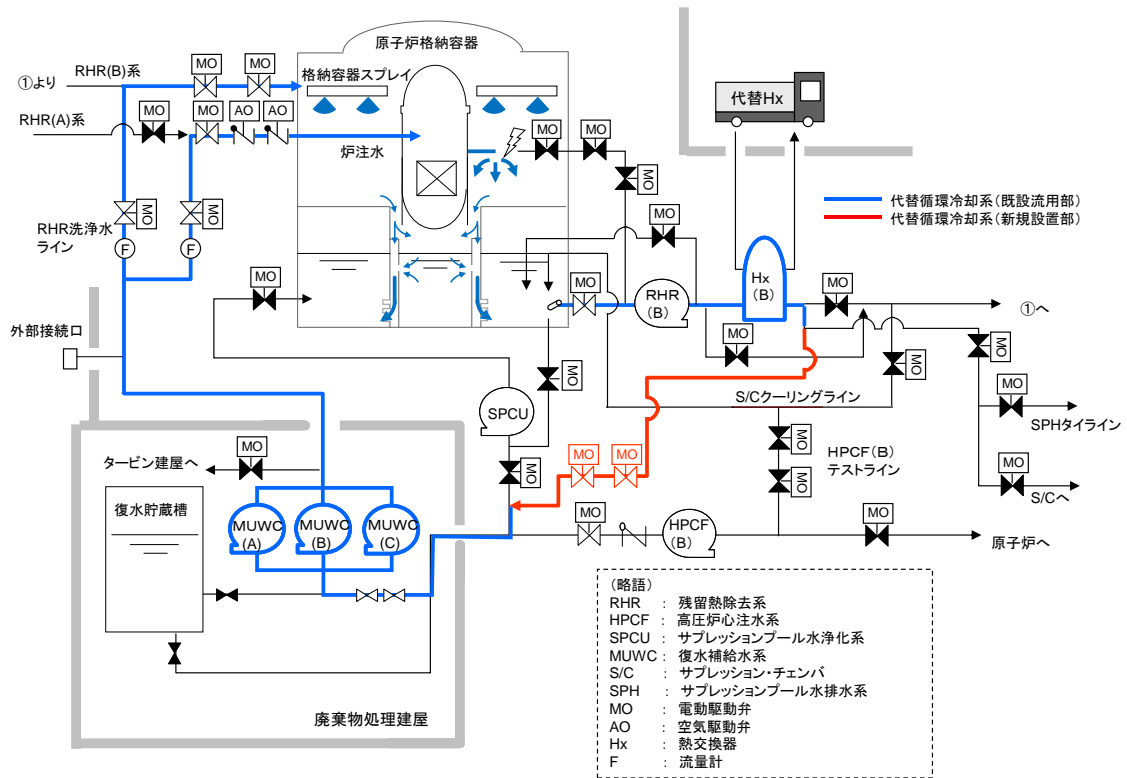 原子炉格納容器
MO
MO
RHR(B)系
①より
格納容器スプレイ
代替Hx
MO
MO
AO
AO
RHR(A)系
MO
MO
炉注水
MO
代替循環冷却系(既設流用部)
代替循環冷却系(新規設置部)
MO
MO
RHR洗浄水
ライン
F
F
MO
MO
MO
RHR
(B)
Hx
(B)
MO
①へ
外部接続口
MO
MO
MO
MO
S/Cクーリングライン
MO
SPHタイライン
SPCU
MO
HPCF(B)
テストライン
MO
MO
MO
タービン建屋へ
MO
MO
MO
MO
S/Cへ
復水貯蔵槽
MUWC
(A)
MUWC
(B)
MUWC
(C)
MO
HPCF
(B)
MO
原子炉へ
(略語)
RHR : 残留熱除去系
HPCF : 高圧炉心注水系
SPCU : サプレッションプール水浄化系
MUWC : 復水補給水系
S/C : サプレッション・チェンバ
SPH : サプレッションプール水排水系
MO : 電動駆動弁
AO : 空気駆動弁
Hx : 熱交換器
F : 流量計
廃棄物処理建屋